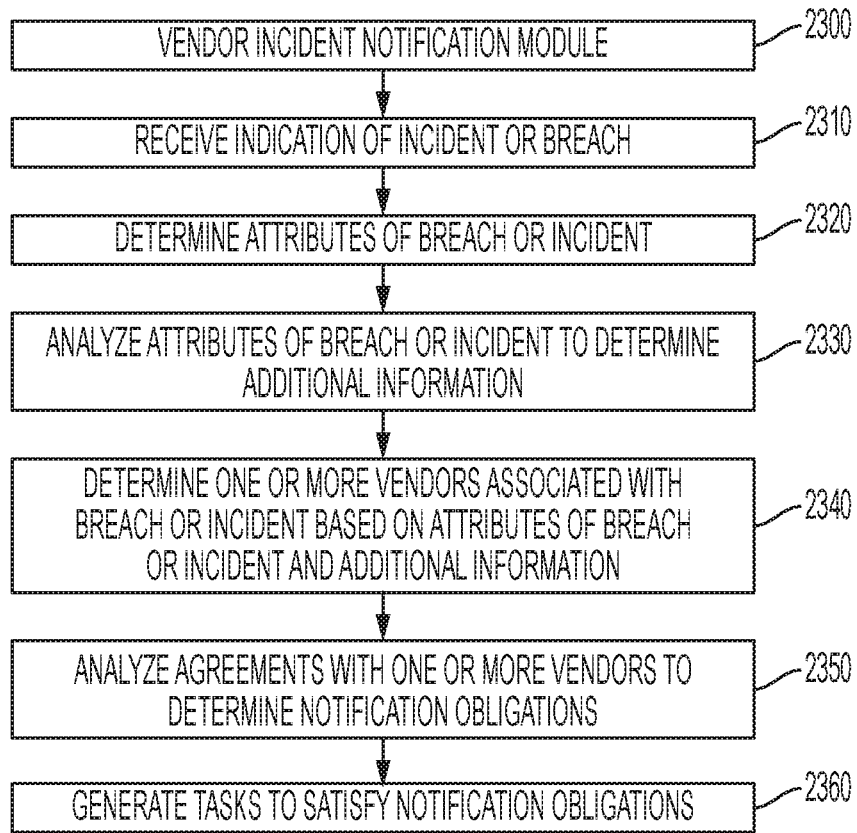 VENDOR INCIDENT NOTIFICATION MODULE
2300
RECEIVE INDICATION OF INCIDENT OR BREACH
2310
DETERMINE ATTRIBUTES OF BREACH OR INCIDENT
2320
ANALYZE ATTRIBUTES OF BREACH OR INCIDENT TO DETERMINE
ADDITIONAL INFORMATION
2330
DETERMINE ONE OR MORE VENDORS ASSOCIATED WITH
BREACH OR INCIDENT BASED ON ATTRIBUTES OF BREACH
OR INCIDENT AND ADDITIONAL INFORMATION
2340
ANALYZE AGREEMENTS WITH ONE OR MORE VENDORS TO
DETERMINE NOTIFICATION OBLIGATIONS
2350
GENERATE TASKS TO SATISFY NOTIFICATION OBLIGATIONS
2360